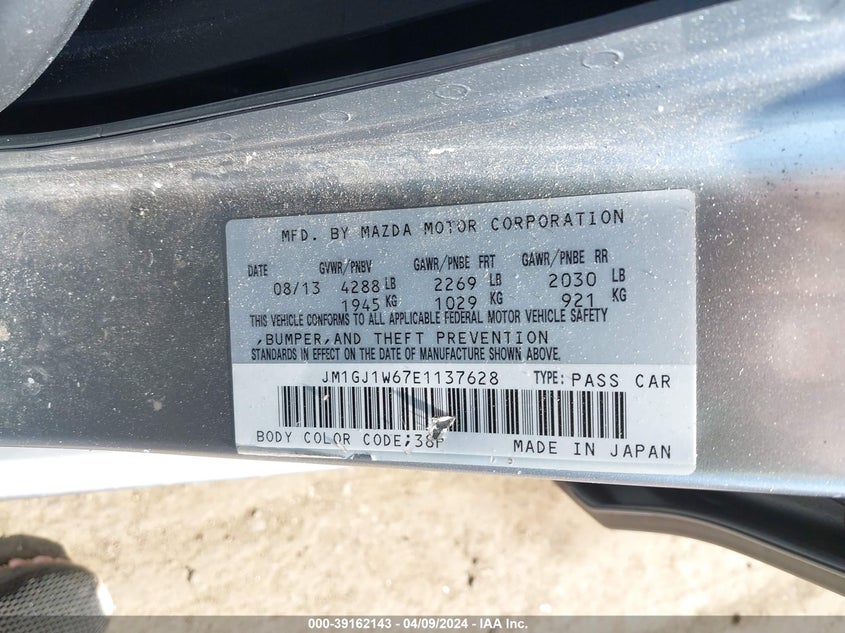 MFD. BY MAZDA MOTOR CORPORATION
DATE GVWR/PNBV GAWR/PNBE FRT GAWR/PNBE RR
08/13 4288 LB 2269 LB 2030 LB
1945 KG 1029 KG 921 KG
THIS VEHICLE CONFORMS TO ALL APPLICABLE FEDERAL MOTOR VEHICLE SAFETY
,BUMPER,AND THEFT PREVENTION
STANDARDS IN EFFECT ON THE DATE OF MANUFACTURE SHOWN ABOVE.
JM1GJ1W67E1137628 TYPE: PASS CAR
BODY COLOR CODE;38P MADE IN JAPAN
000-39162143 - 04/09/2024 - IAA Inc.